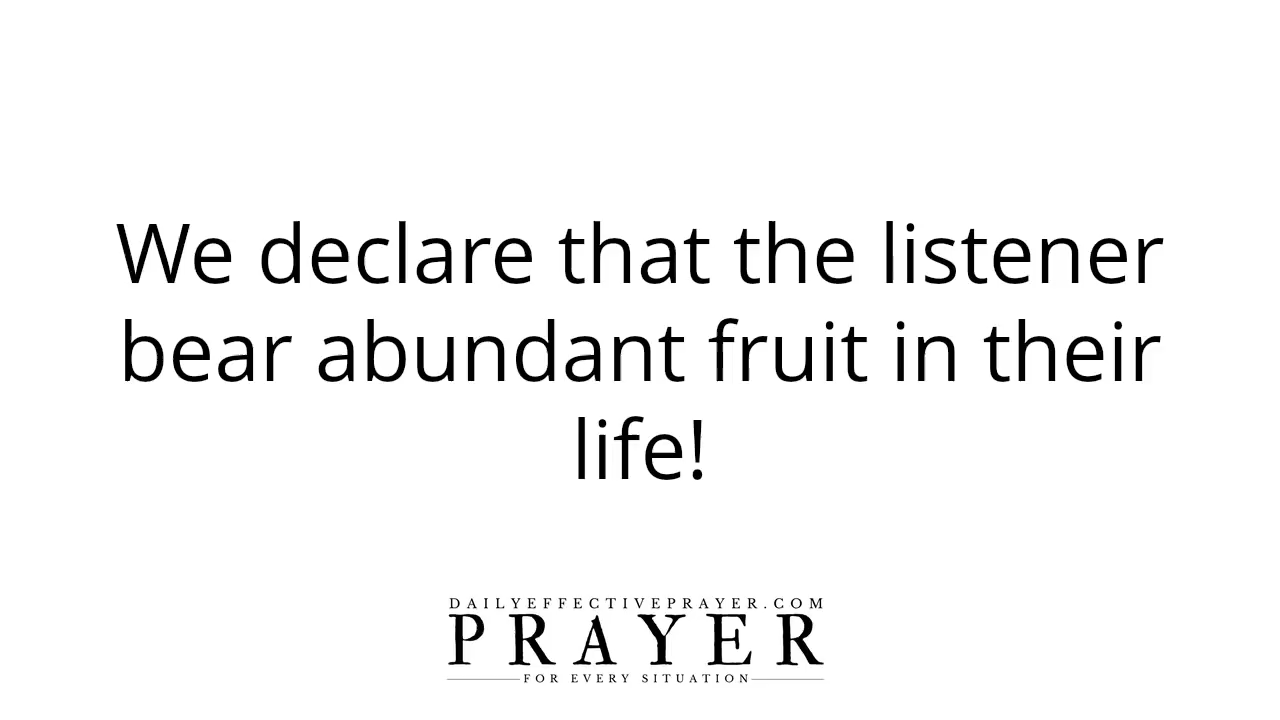 We declare that the listener
bear abundant fruit in their
life!
DAILYEFFECTIVEPRAYER.COM
PRAYER
FOR EVERY SITUATION